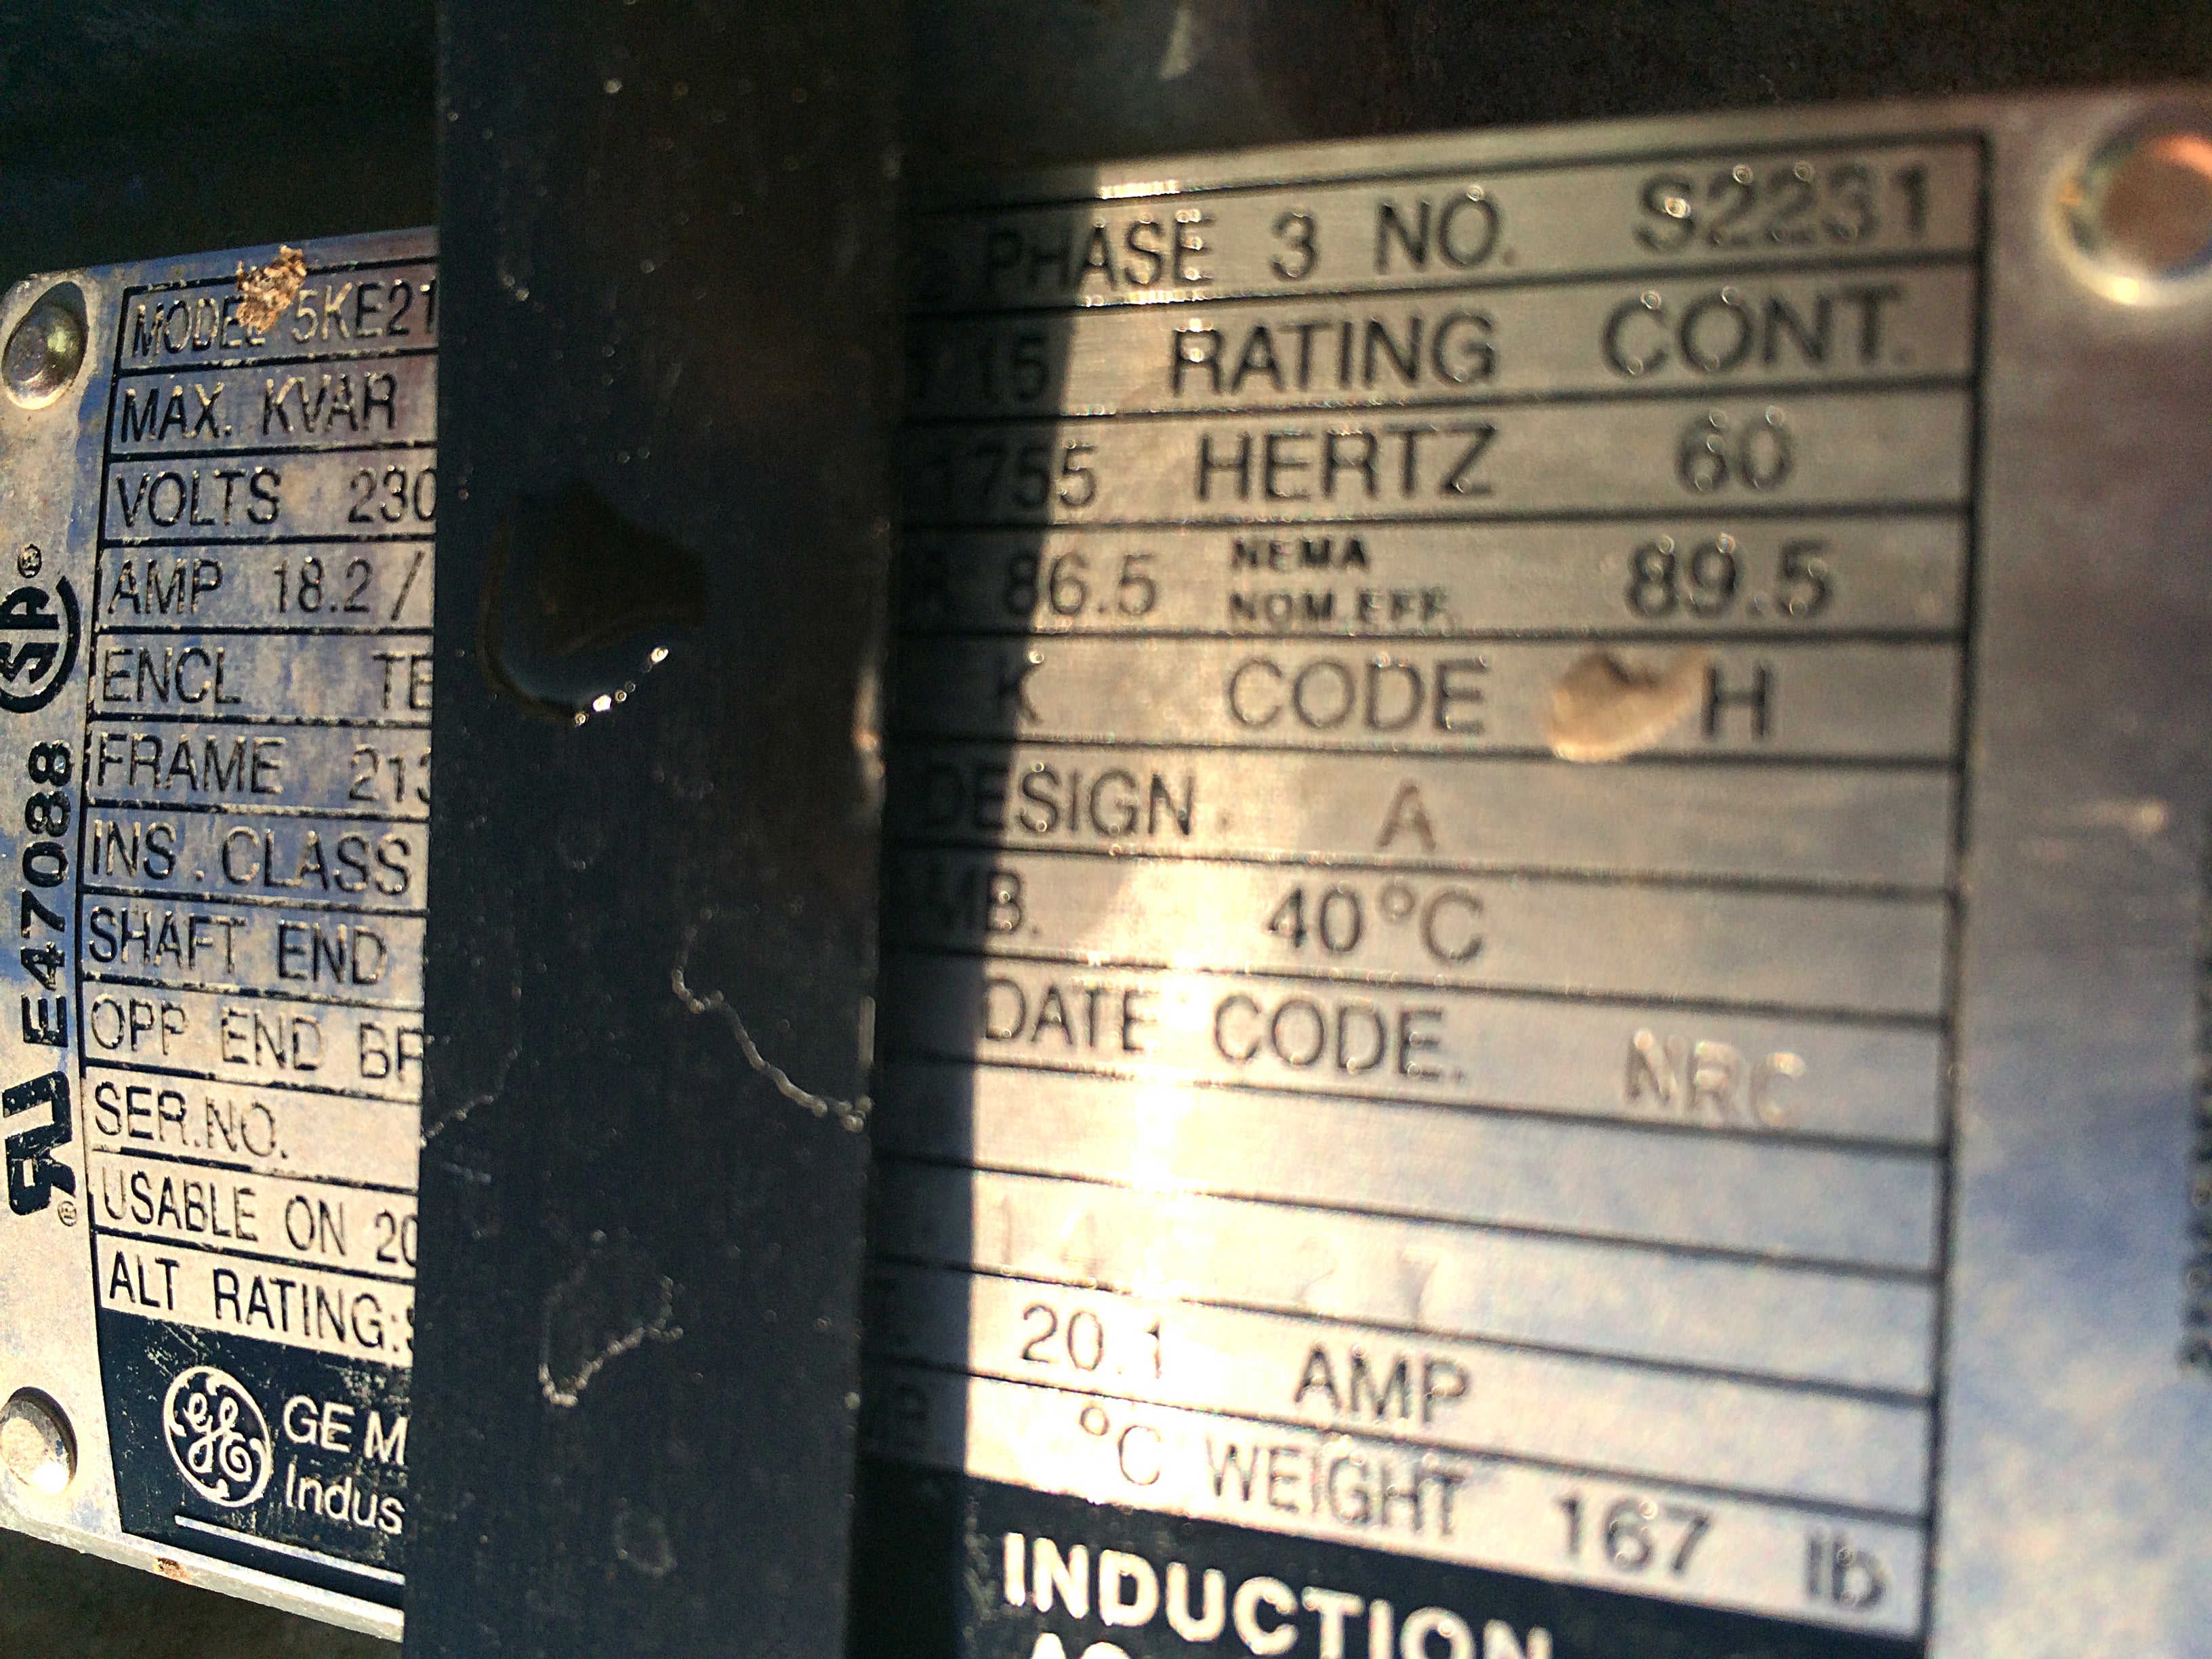 MODEL 5KE21
MAX. KVAR
VOLTS 230
AMP 18.2 /
ENCL TE
FRAME 213
INS. CLASS
SHAFT END
OPP END BR
SER.NO.
USABLE ON 20
ALT RATING:
GE M
Indus
SA
E47088
PHASE 3 NO. S2231
15 RATING CONT.
1755 HERTZ 60
86.5 NEMA NOM.EFF. 89.5
K CODE H
DESIGN A
MB. 40°C
DATE CODE. NRC
20.1 AMP
°C WEIGHT 167 lb
INDUCTION